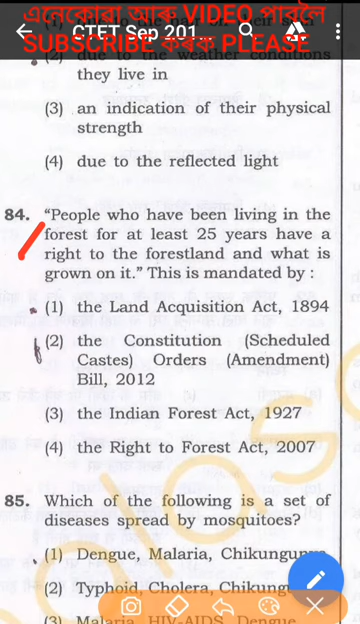 এনেকোৱা আৰু VIDEO পাবলৈ
SUBSCRIBE কৰক PLEASE
CTET Sep 201...
(2) due to the weather conditions
they live in
(3) an indication of their physical
strength
(4) due to the reflected light
84. “People who have been living in the
forest for at least 25 years have a
right to the forestland and what is
grown on it.” This is mandated by :
(1) the Land Acquisition Act, 1894
(2) the Constitution (Scheduled
Castes) Orders (Amendment)
Bill, 2012
(3) the Indian Forest Act, 1927
(4) the Right to Forest Act, 2007
85. Which of the following is a set of
diseases spread by mosquitoes?
(1) Dengue, Malaria, Chikungunya
(2) Typhoid, Cholera, Chikung
(3) Malaria, HIV-AIDS, Dengue